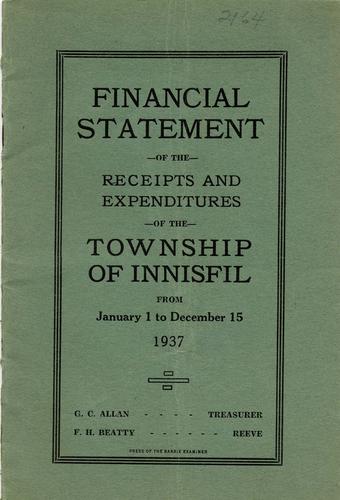 2164
FINANCIAL
STATEMENT
—OF THE—
RECEIPTS AND
EXPENDITURES
—OF THE—
TOWNSHIP
OF INNISFIL
FROM
January 1 to December 15
1937
G. C. ALLAN - - - - TREASURER
F. H. BEATTY - - - - - - REEVE
PRESS OF THE BARRIE EXAMINER